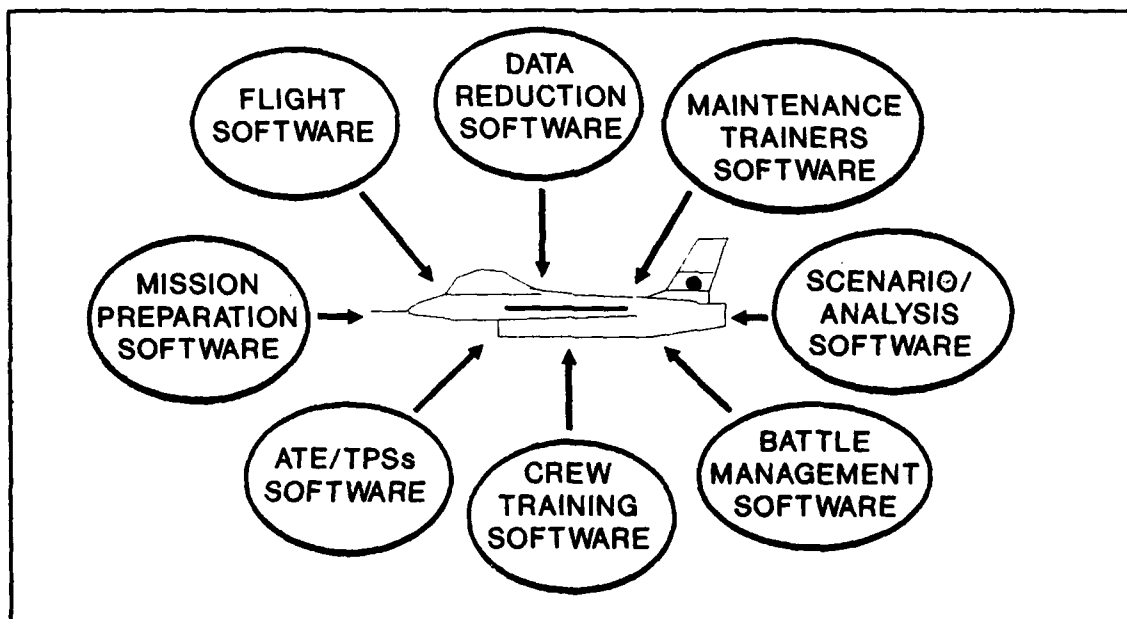 FLIGHT
SOFTWARE
DATA
REDUCTION
SOFTWARE
MAINTENANCE
TRAINERS
SOFTWARE
MISSION
PREPARATION
SOFTWARE
SCENARIO/
ANALYSIS
SOFTWARE
ATE/TPSs
SOFTWARE
CREW
TRAINING
SOFTWARE
BATTLE
MANAGEMENT
SOFTWARE